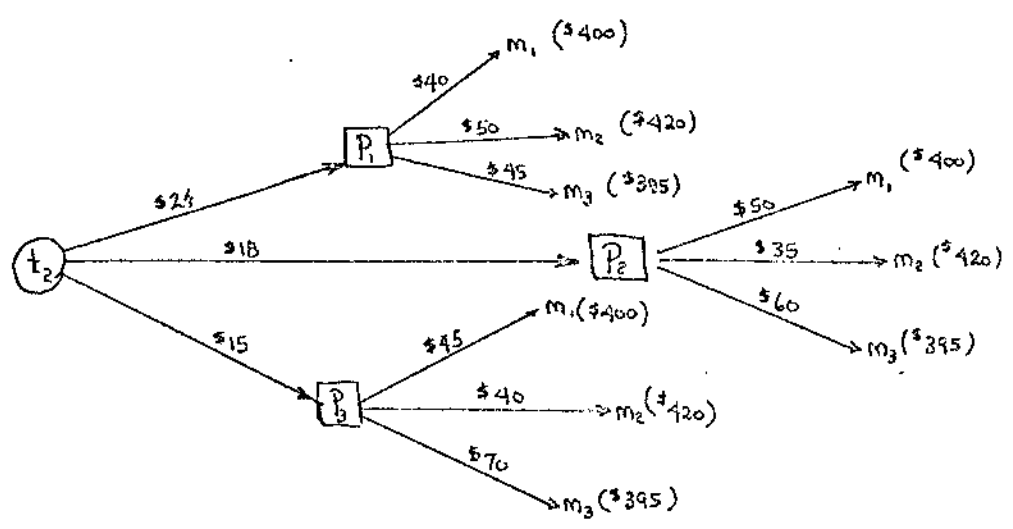 $40
m₁ ($400)
P₁
$50
m₂ ($420)
$45
m₃ ($395)
t₂
$18
P₂
$50
m₁ ($400)
$35
m₂ ($420)
$60
m₃ ($395)
$15
P₃
$45
m₁ ($400)
$40
m₂ ($420)
$70
m₃ ($395)